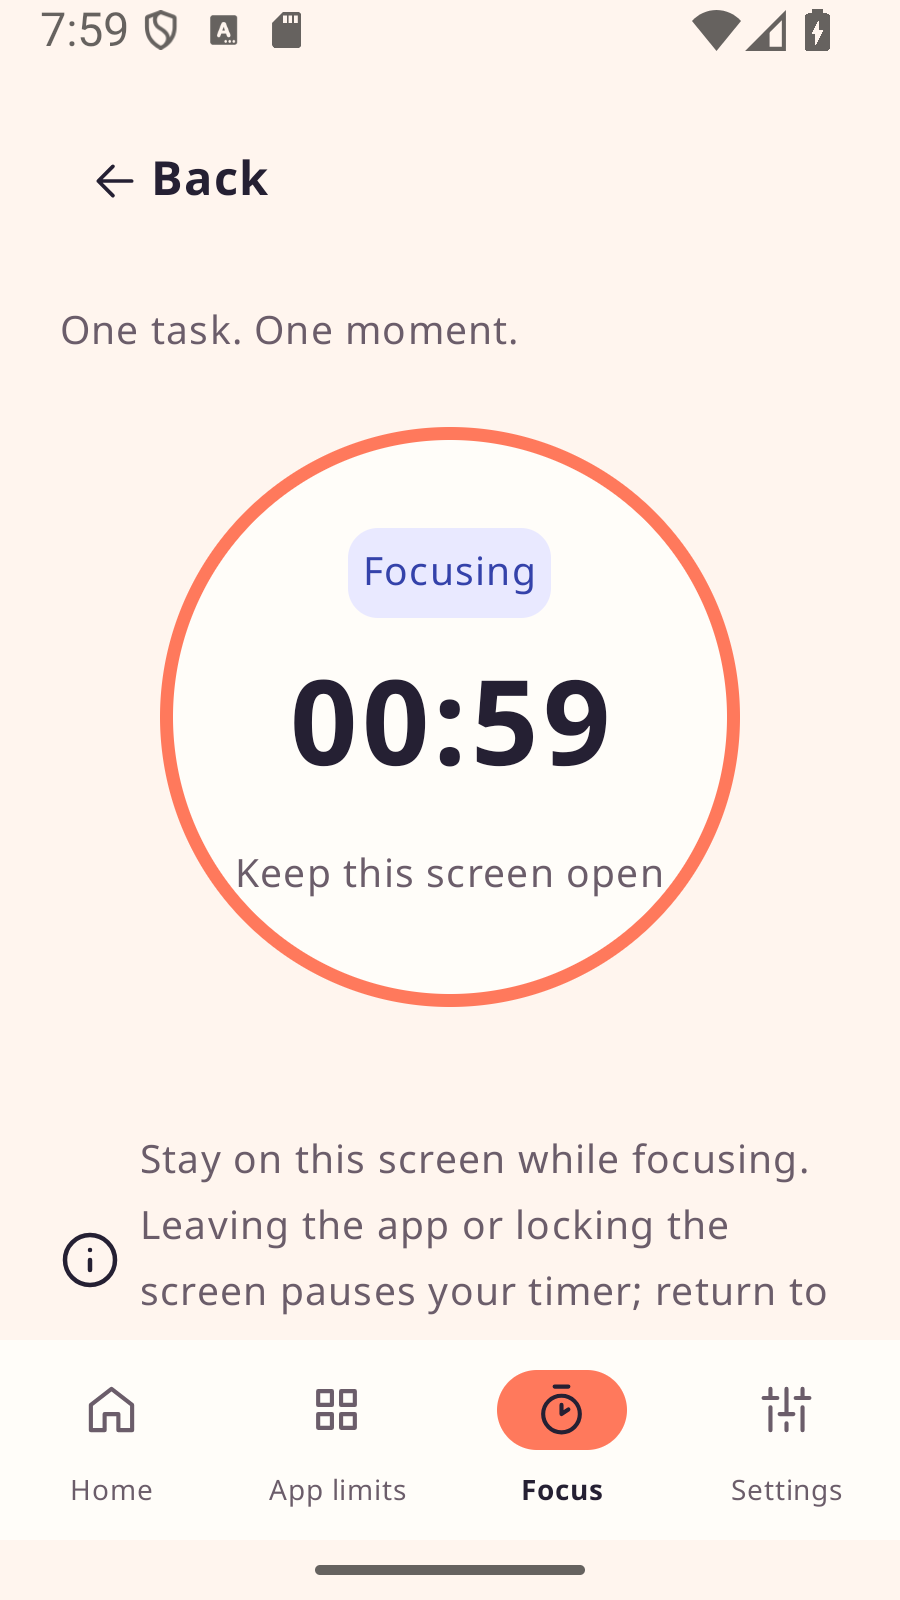 7:59
Back
One task. One moment.
Focusing
00:59
Keep this screen open
Stay on this screen while focusing.
Leaving the app or locking the
screen pauses your timer; return to
Home
App limits
Focus
Settings